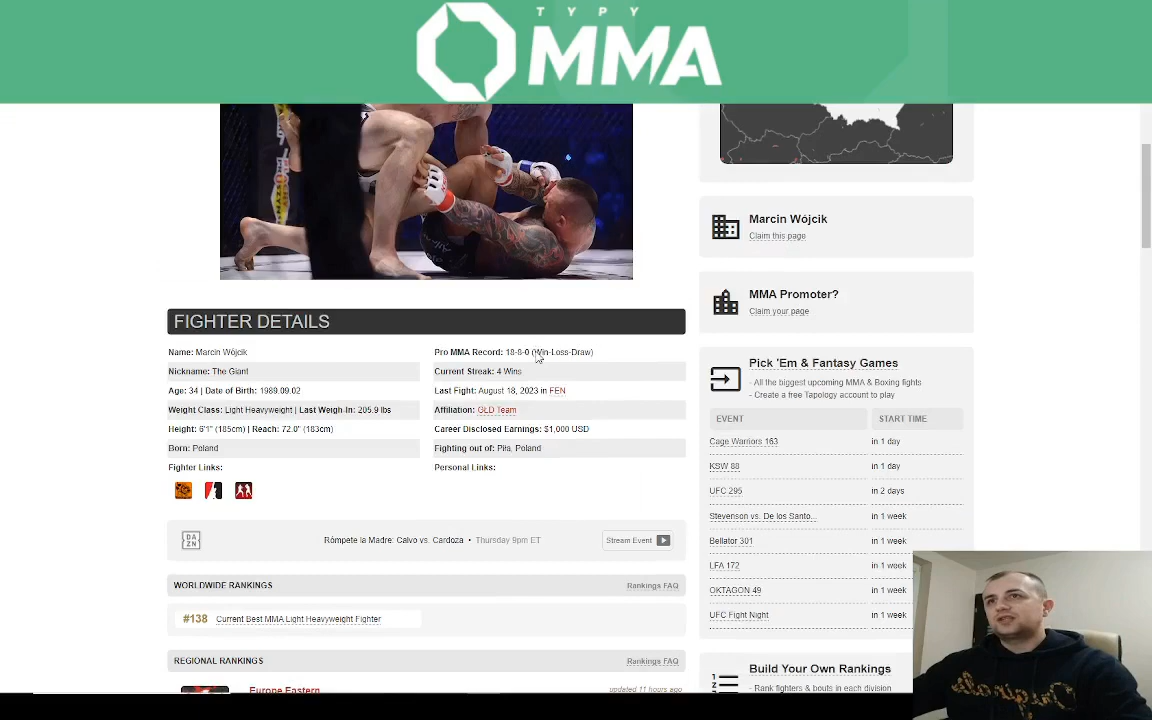 TYPY
MMA
FIGHTER DETAILS
Name: Marcin Wójcik
Pro MMA Record: 18-8-0 (Win-Loss-Draw)
Nickname: The Giant
Current Streak: 4 Wins
Age: 34 | Date of Birth: 1989.09.02
Last Fight: August 18, 2023 in FEN
Weight Class: Light Heavyweight | Last Weigh-In: 205.9 lbs
Affiliation: GLD Team
Height: 6'1" (185cm) | Reach: 72.0" (183cm)
Career Disclosed Earnings: $1,000 USD
Born: Poland
Fighting out of: Piła, Poland
Fighter Links:
Personal Links:
DA
ZN
Rómpete la Madre: Calvo vs. Cardoza • Thursday 9pm ET
Stream Event
WORLDWIDE RANKINGS
Rankings FAQ
#138 Current Best MMA Light Heavyweight Fighter
REGIONAL RANKINGS
Rankings FAQ
Europe Eastern
updated 11 hours ago
Marcin Wójcik
Claim this page
MMA Promoter?
Claim your page
Pick 'Em & Fantasy Games
- All the biggest upcoming MMA & Boxing fights
- Create a free Tapology account to play
EVENT START TIME
Cage Warriors 163 in 1 day
KSW 88 in 1 day
UFC 295 in 2 days
Stevenson vs. De los Santo... in 1 week
Bellator 301 in 1 week
LFA 172 in 1 week
OKTAGON 49 in 1 week
UFC Fight Night in 1 week
Build Your Own Rankings
- Rank fighters & bouts in each division